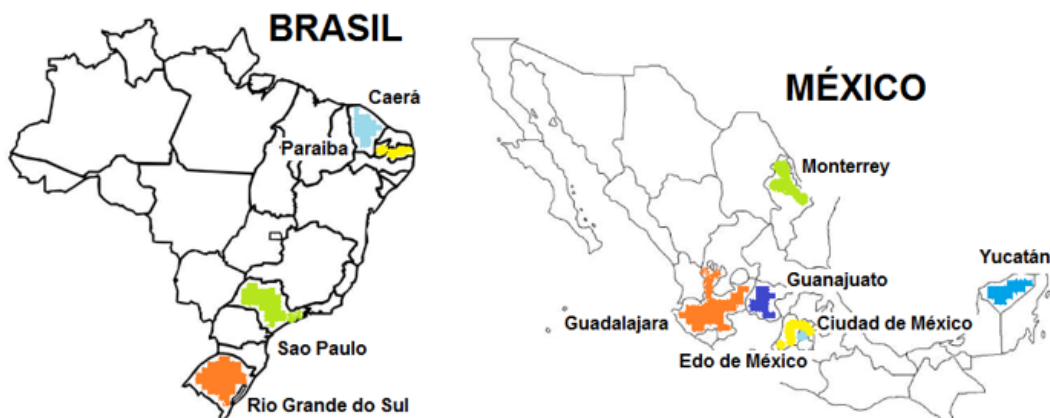 BRASIL
Caerá
Paraiba
Sao Paulo
Rio Grande do Sul
MÉXICO
Monterrey
Yucatán
Guanajuato
Guadalajara
Ciudad de México
Edo de México